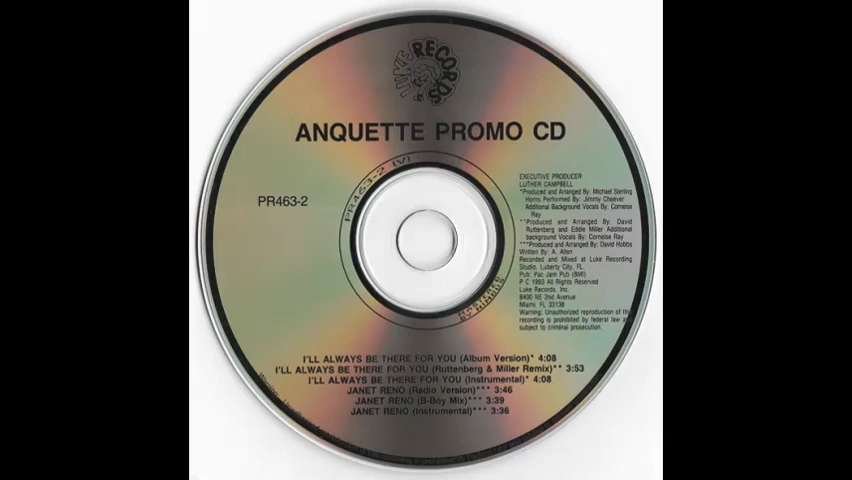 LUKE RECORDS
ANQUETTE PROMO CD
PR463-2 (V)
PR463-2
EXECUTIVE PRODUCER
LUTHER CAMPBELL
*Produced and Arranged By: Michael Sterling
Horns Performed By: Jimmy Cheever
Additional Background Vocals By: Corneise
Ray
**Produced and Arranged By: David
Ruttenberg and Eddie Miller Additional
background Vocals By: Corneise Ray
***Produced and Arranged By: David Hobbs
Written By: A. Allen
Recorded and Mixed at Luke Recording
Studio, Luberty City, FL.
Pub: Pac Jam Pub (BMI)
P C 1993 All Rights Reserved
Luke Records, Inc.
8400 NE 2nd Avenue
Miami, FL 33138
Warning: Unauthorized reproduction of this
recording is prohibited by federal law and
subject to criminal prosecution.
MASTERED
BY NIMBUS
I'LL ALWAYS BE THERE FOR YOU (Album Version)* 4:08
I'LL ALWAYS BE THERE FOR YOU (Ruttenberg & Miller Remix)** 3:53
I'LL ALWAYS BE THERE FOR YOU (Instrumental)* 4:08
JANET RENO (Radio Version)*** 3:46
JANET RENO (B-Boy Mix)*** 3:39
JANET RENO (Instrumental)*** 3:36